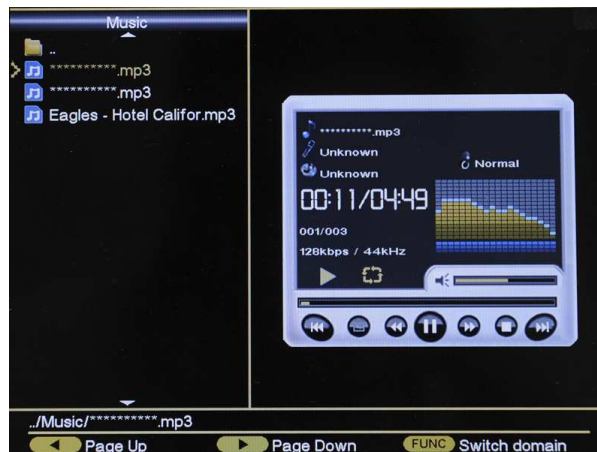 Music
..
**********.mp3
**********.mp3
Eagles - Hotel Califor.mp3
**********.mp3
Unknown
Unknown
Normal
00:11/04:49
001/003
128kbps / 44kHz
../Music/**********.mp3
Page Up
Page Down
FUNC Switch domain